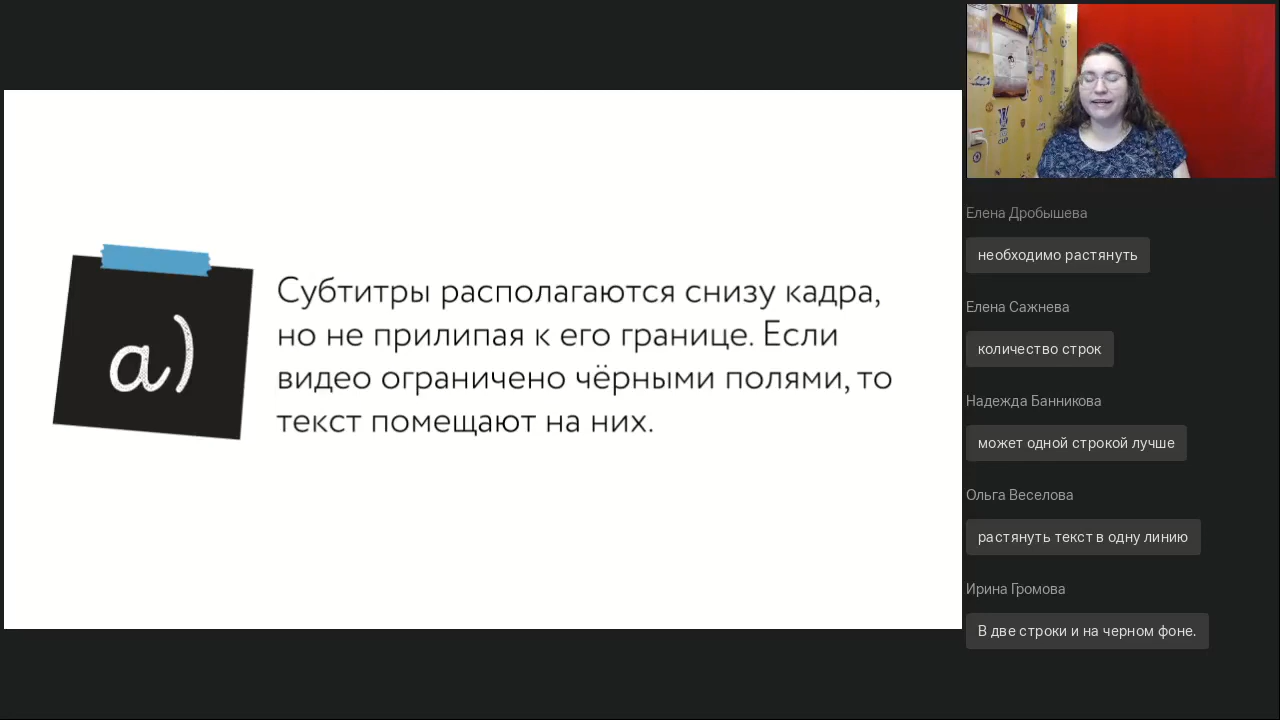 а)
Субтитры располагаются снизу кадра,
но не прилипая к его границе. Если
видео ограничено чёрными полями, то
текст помещают на них.
CUP
Елена Дробышева
необходимо растянуть
Елена Сажнева
количество строк
Надежда Банникова
может одной строкой лучше
Ольга Веселова
растянуть текст в одну линию
Ирина Громова
В две строки и на черном фоне.